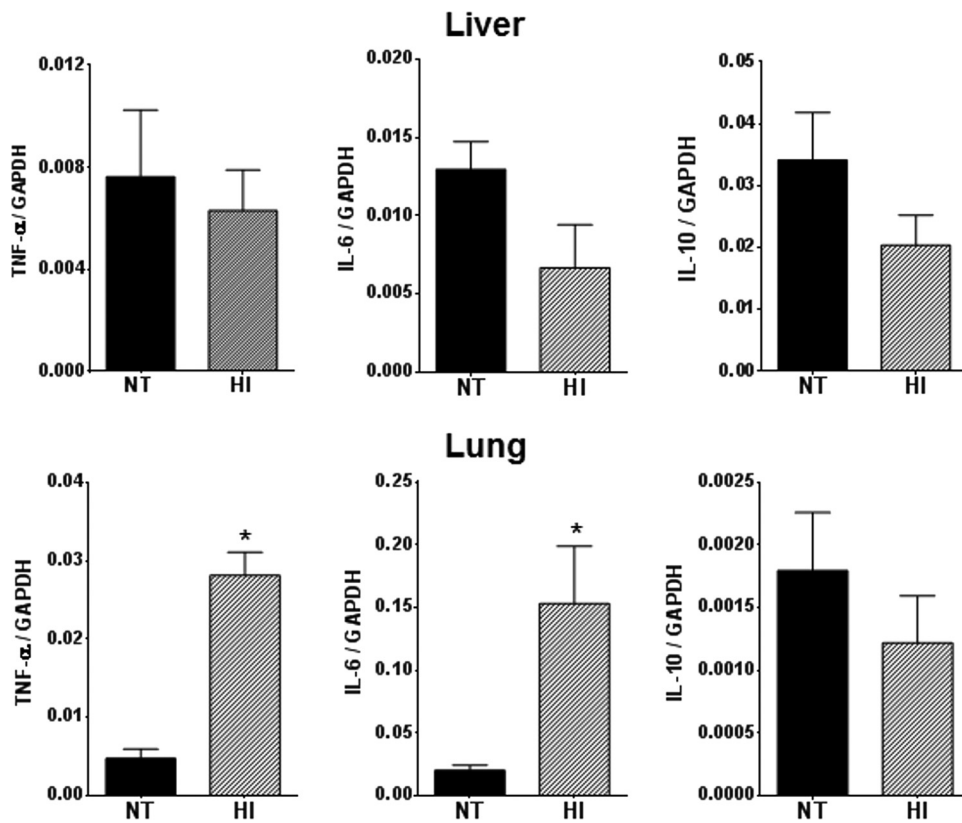 Liver
TNF-α / GAPDH
0.012
0.008
0.004
0.000
NT HI
IL-6 / GAPDH
0.020
0.015
0.010
0.005
0.000
NT HI
IL-10 / GAPDH
0.05
0.04
0.03
0.02
0.01
0.00
NT HI
Lung
TNF-α / GAPDH
0.04
0.03
0.02
0.01
0.00
*
NT HI
IL-6 / GAPDH
0.25
0.20
0.15
0.10
0.05
0.00
*
NT HI
IL-10 / GAPDH
0.0025
0.0020
0.0015
0.0010
0.0005
0.0000
NT HI